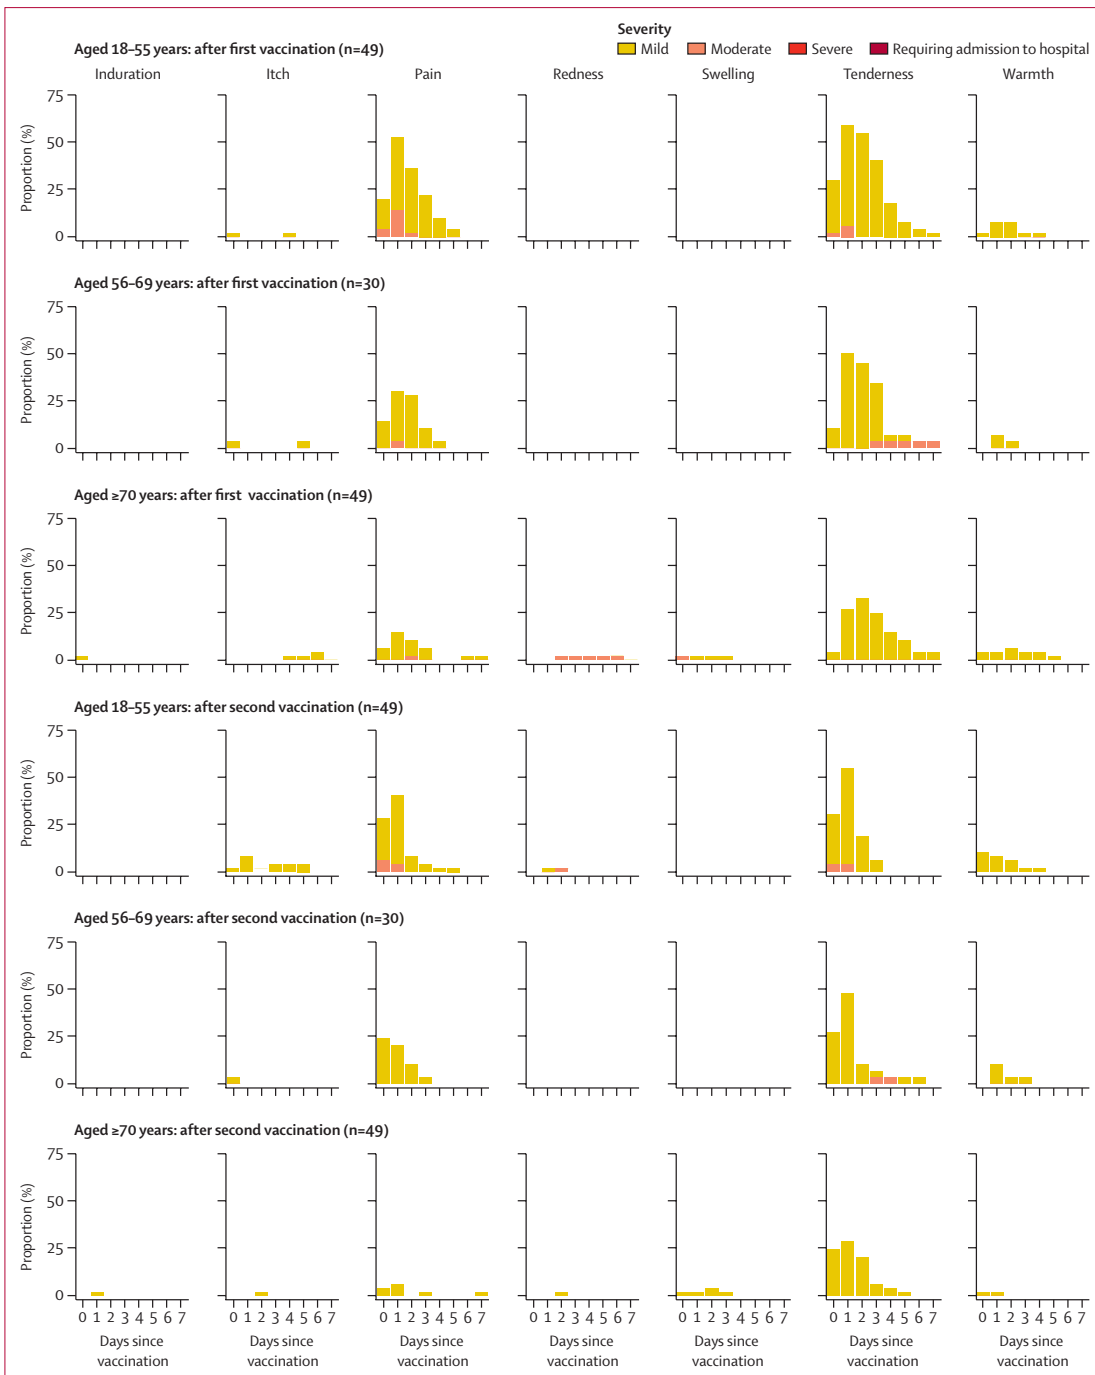 Severity
Mild Moderate Severe Requiring admission to hospital
Aged 18–55 years: after first vaccination (n=49)
Induration Itch Pain Redness Swelling Tenderness Warmth
Proportion (%)
75
50
25
0
Aged 56–69 years: after first vaccination (n=30)
Proportion (%)
75
50
25
0
Aged ≥70 years: after first vaccination (n=49)
Proportion (%)
75
50
25
0
Aged 18–55 years: after second vaccination (n=49)
Proportion (%)
75
50
25
0
Aged 56–69 years: after second vaccination (n=30)
Proportion (%)
75
50
25
0
Aged ≥70 years: after second vaccination (n=49)
Proportion (%)
75
50
25
0
0 1 2 3 4 5 6 7 0 1 2 3 4 5 6 7 0 1 2 3 4 5 6 7 0 1 2 3 4 5 6 7 0 1 2 3 4 5 6 7 0 1 2 3 4 5 6 7 0 1 2 3 4 5 6 7
Days since Days since Days since Days since Days since Days since Days since
vaccination vaccination vaccination vaccination vaccination vaccination vaccination